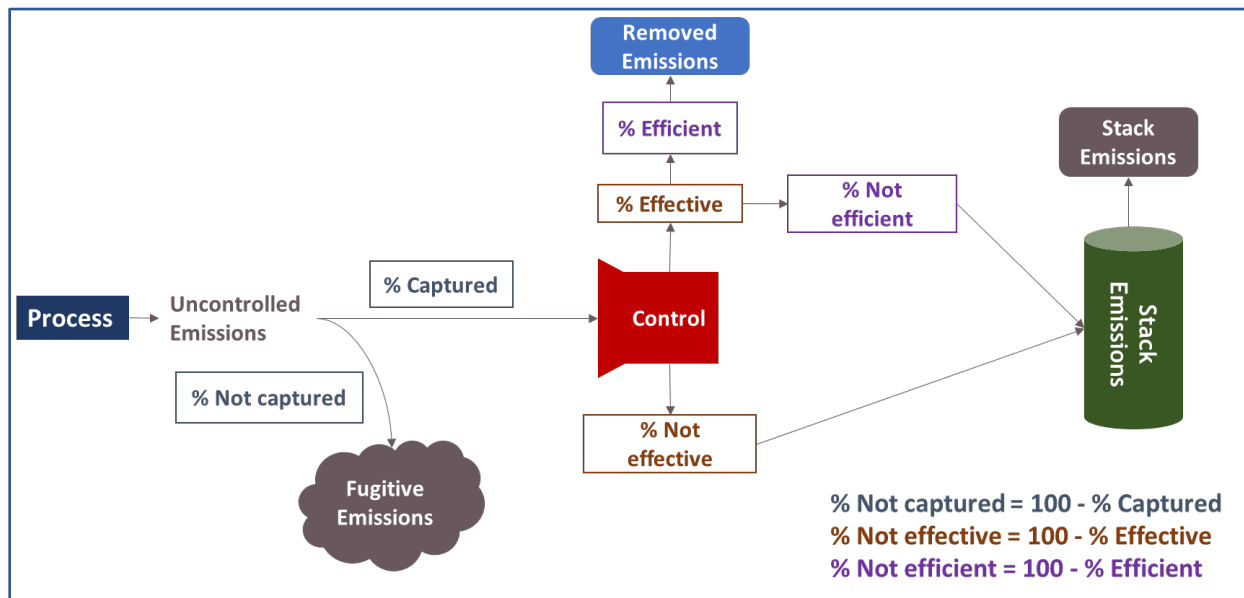 Removed
Emissions
% Efficient
Stack
Emissions
% Effective
% Not
efficient
% Captured
Process
Uncontrolled
Emissions
Control
Stack
Emissions
% Not captured
% Not
effective
Fugitive
Emissions
% Not captured = 100 - % Captured
% Not effective = 100 - % Effective
% Not efficient = 100 - % Efficient